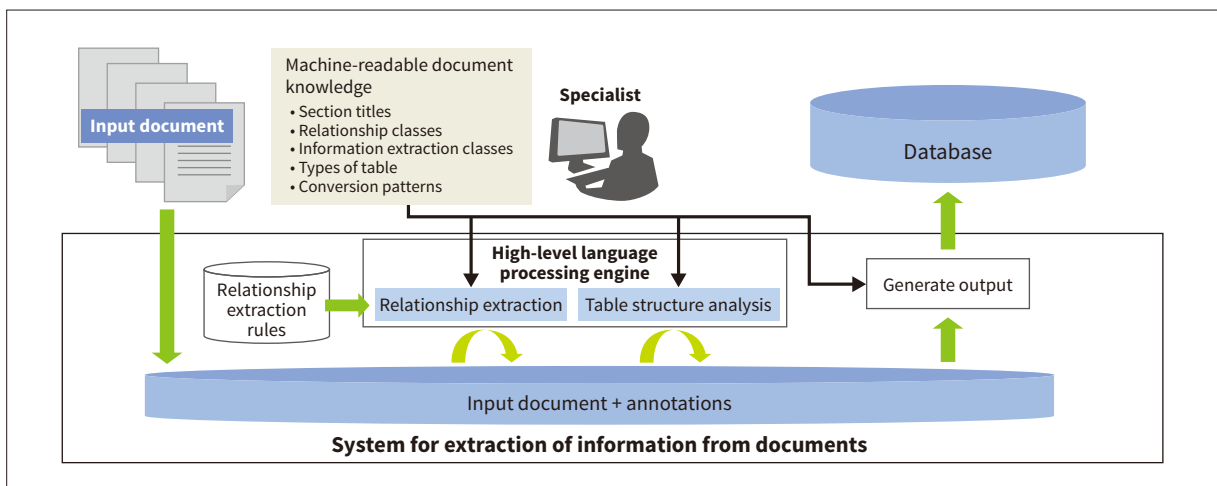 Input document
Machine-readable document
knowledge
• Section titles
• Relationship classes
• Information extraction classes
• Types of table
• Conversion patterns
Specialist
Database
High-level language
processing engine
Relationship
extraction
rules
Relationship extraction
Table structure analysis
Generate output
Input document + annotations
System for extraction of information from documents